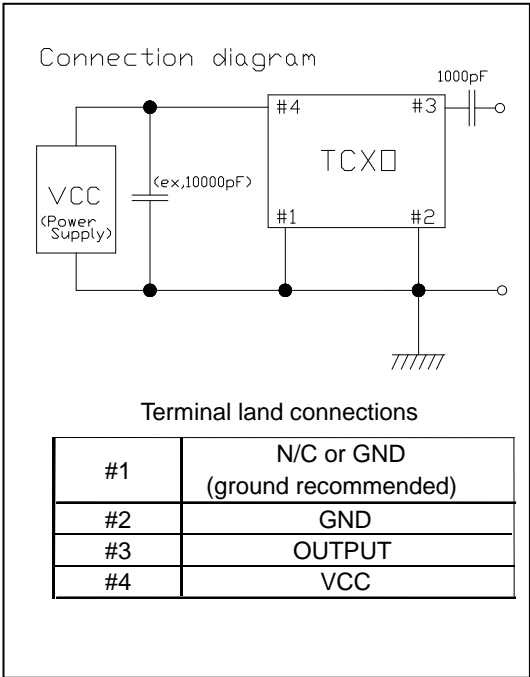 Connection diagram
1000pF
#4
#3
TCXO
(ex,10000pF)
VCC
(Power
Supply)
#1
#2
Terminal land connections
#1
N/C or GND
(ground recommended)
#2
GND
#3
OUTPUT
#4
VCC